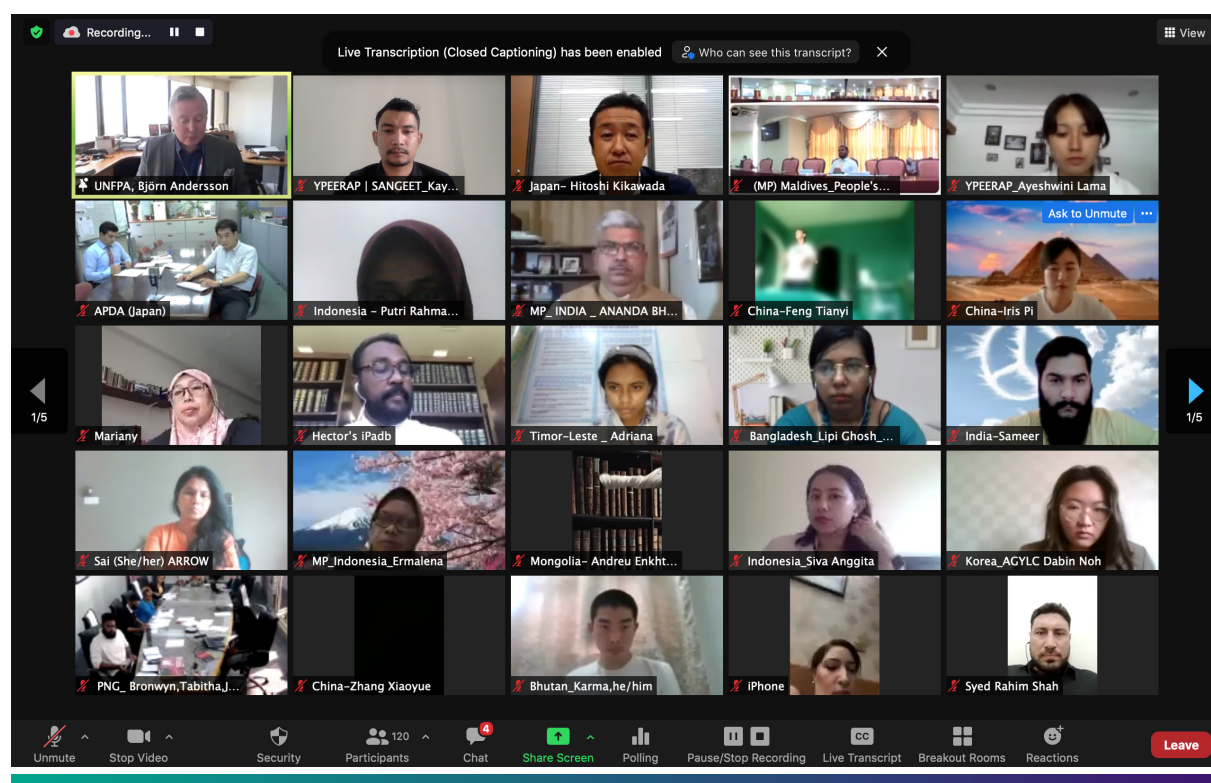 Recording...
Live Transcription (Closed Captioning) has been enabled
Who can see this transcript?
View
UNFPA, Björn Andersson
YPEERAP | SANGEET_Kay...
Japan- Hitoshi Kikawada
(MP) Maldives_People's...
YPEERAP_Ayeshwini Lama
Ask to Unmute
APDA (Japan)
Indonesia - Putri Rahma...
MP_ INDIA _ ANANDA BH...
China-Feng Tianyi
China-Iris Pi
1/5
1/5
Mariany
Hector's iPadb
Timor-Leste _ Adriana
Bangladesh_Lipi Ghosh_...
India-Sameer
Sai (She/her) ARROW
MP_Indonesia_Ermalena
Mongolia- Andreu Enkht...
Indonesia_Siva Anggita
Korea_AGYLC Dabin Noh
PNG_ Bronwyn,Tabitha,J...
China-Zhang Xiaoyue
Bhutan_Karma,he/him
iPhone
Syed Rahim Shah
Unmute
Stop Video
Security
Participants
120
Chat
4
Share Screen
Polling
Pause/Stop Recording
CC
Live Transcript
Breakout Rooms
Reactions
Leave